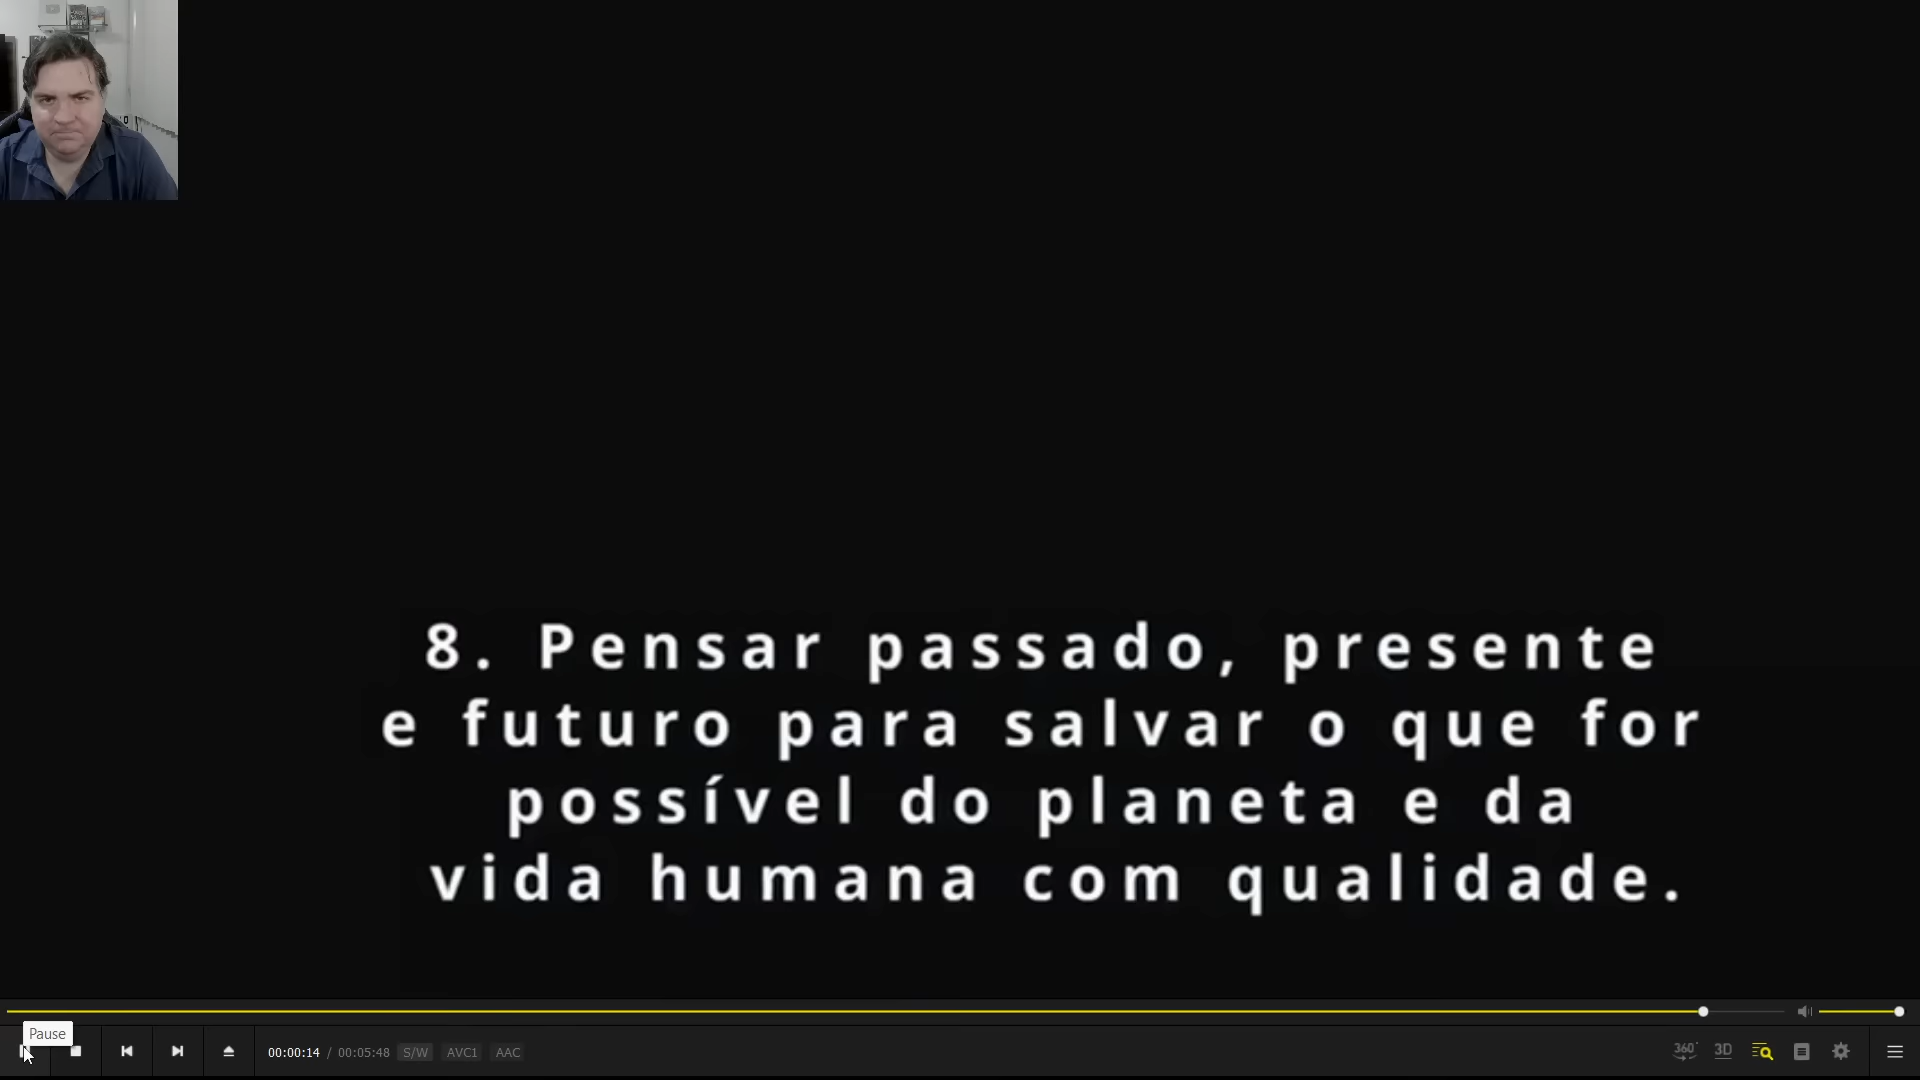 8. Pensar passado, presente
e futuro para salvar o que for
possível do planeta e da
vida humana com qualidade.
Pause
00:00:14 / 00:05:48 S/W AVC1 AAC
360° 3D